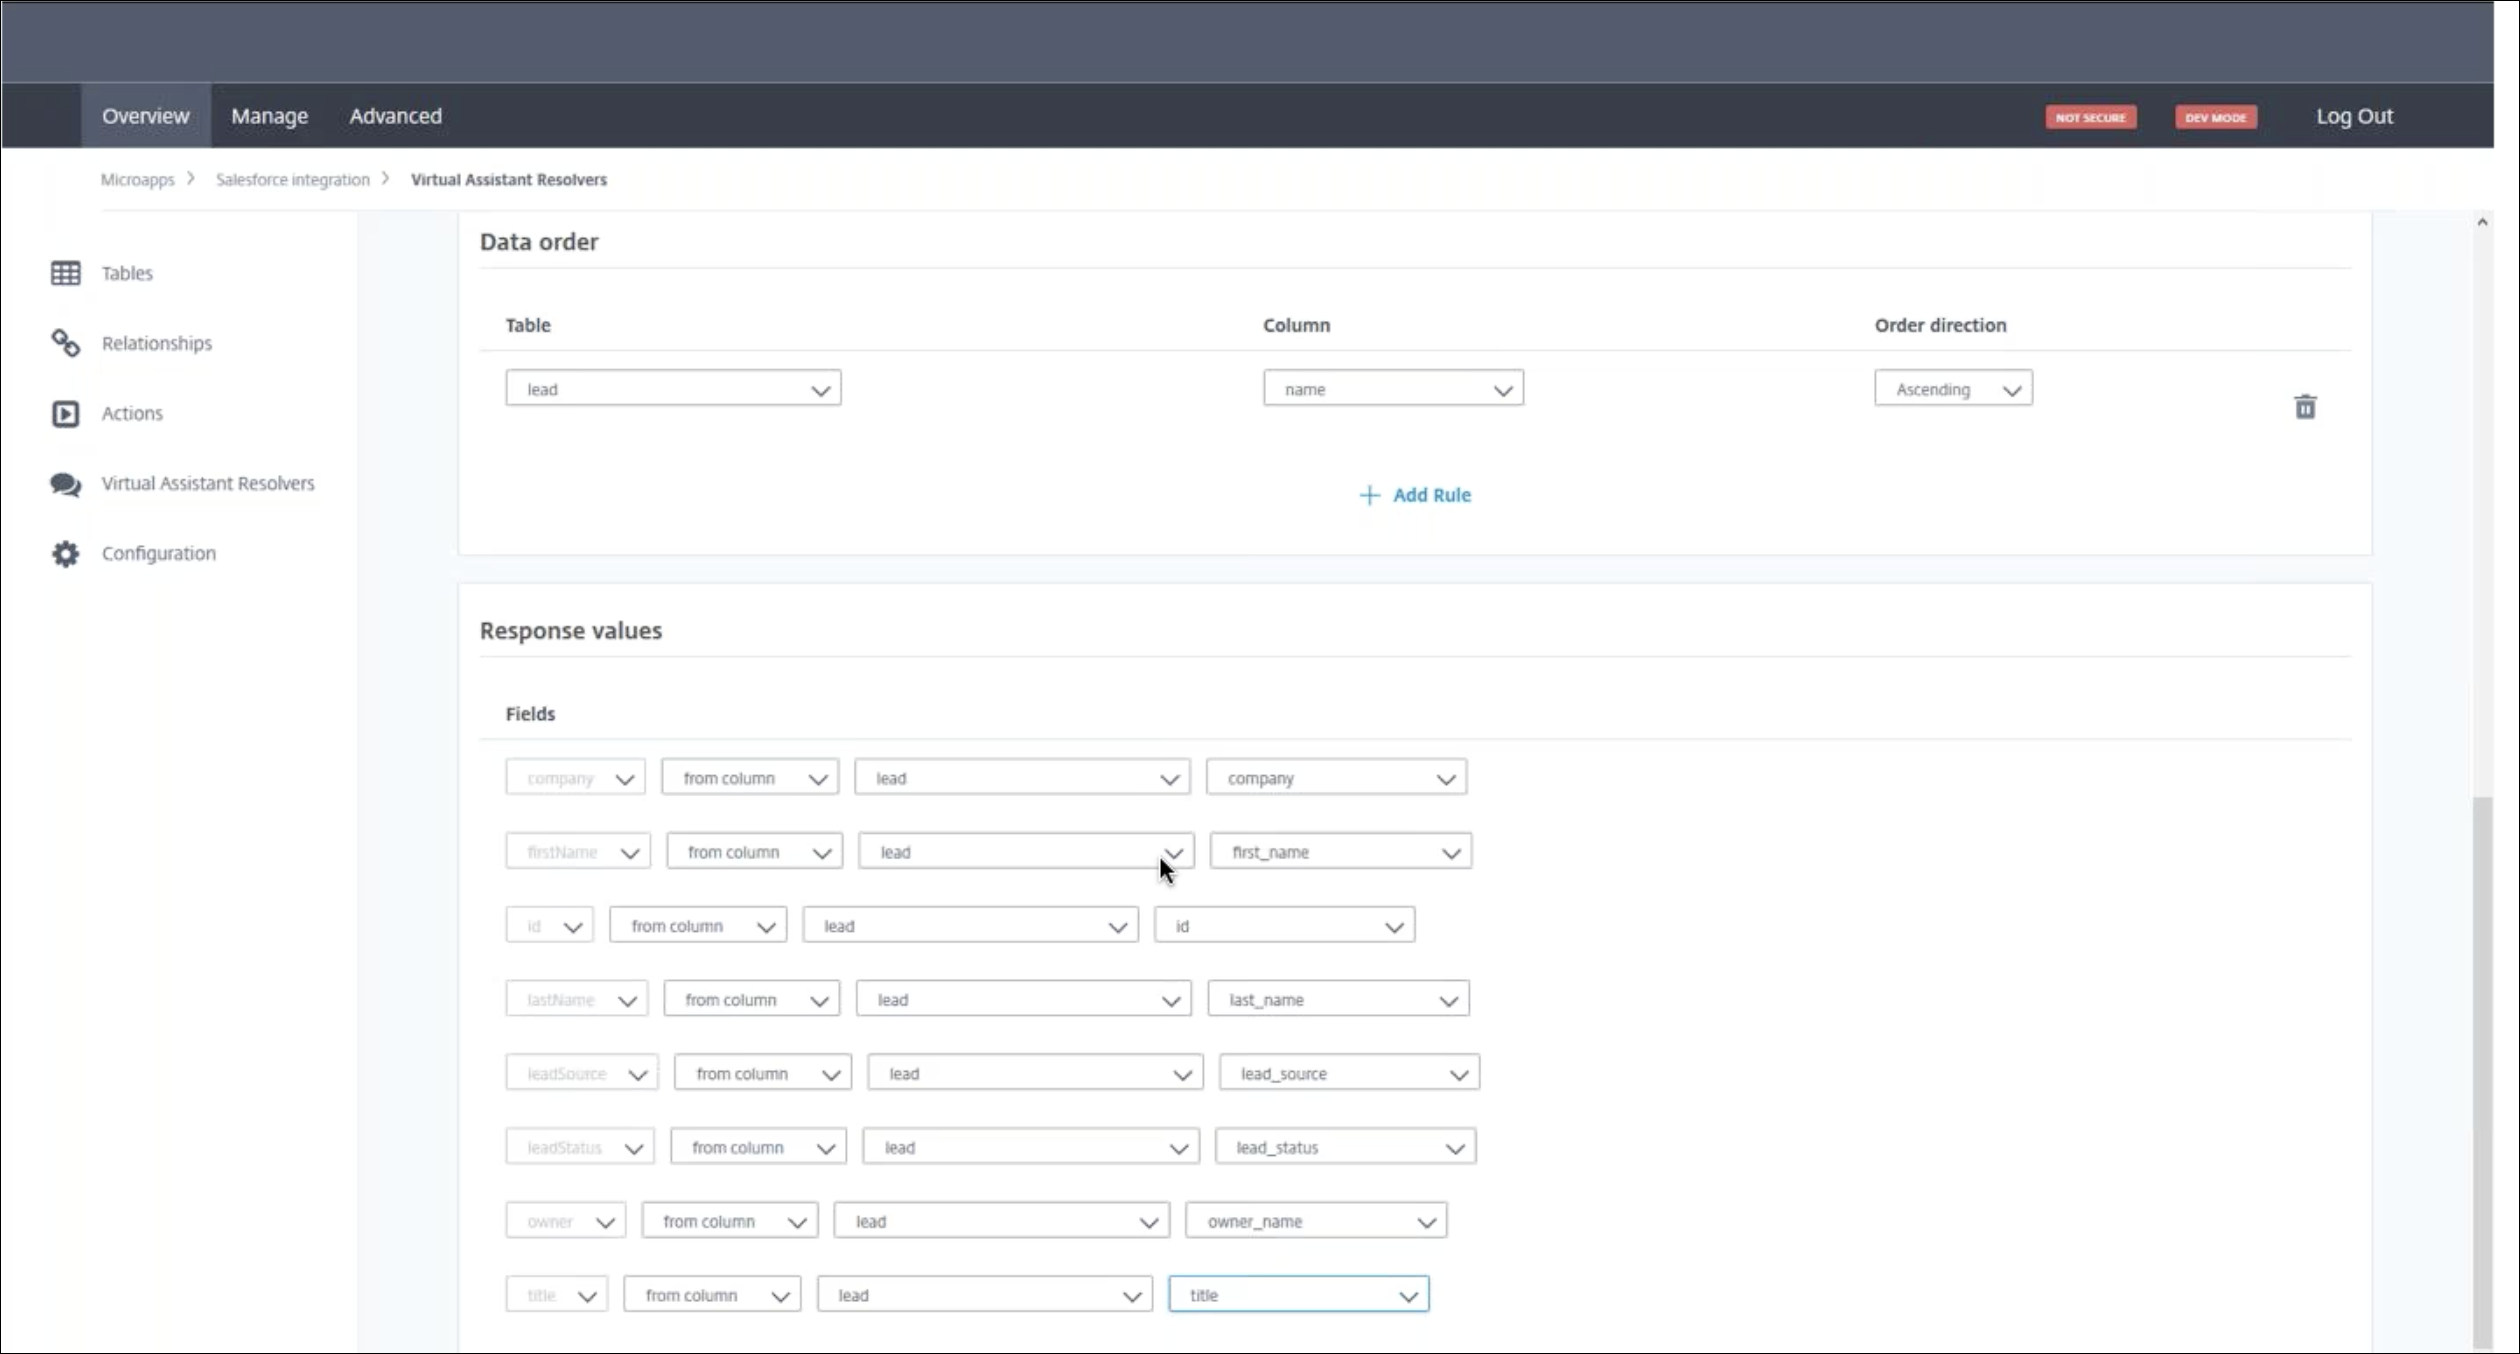 Overview Manage Advanced NOT SECURE DEV MODE Log Out
Microapps > Salesforce integration > Virtual Assistant Resolvers
Tables
Relationships
Actions
Virtual Assistant Resolvers
Configuration
Data order
Table Column Order direction
lead name Ascending
+ Add Rule
Response values
Fields
company from column lead company
firstName from column lead first_name
id from column lead id
lastName from column lead last_name
leadSource from column lead lead_source
leadStatus from column lead lead_status
owner from column lead owner_name
title from column lead title